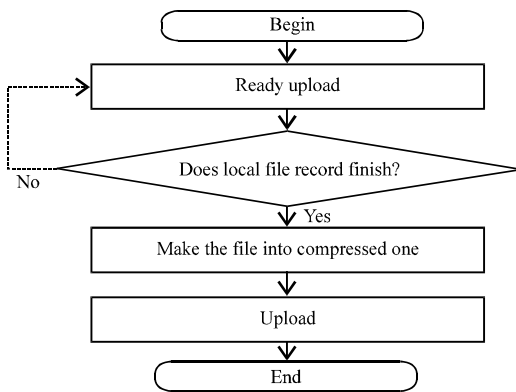 Begin
Ready upload
Does local file record finish?
No
Yes
Make the file into compressed one
Upload
End